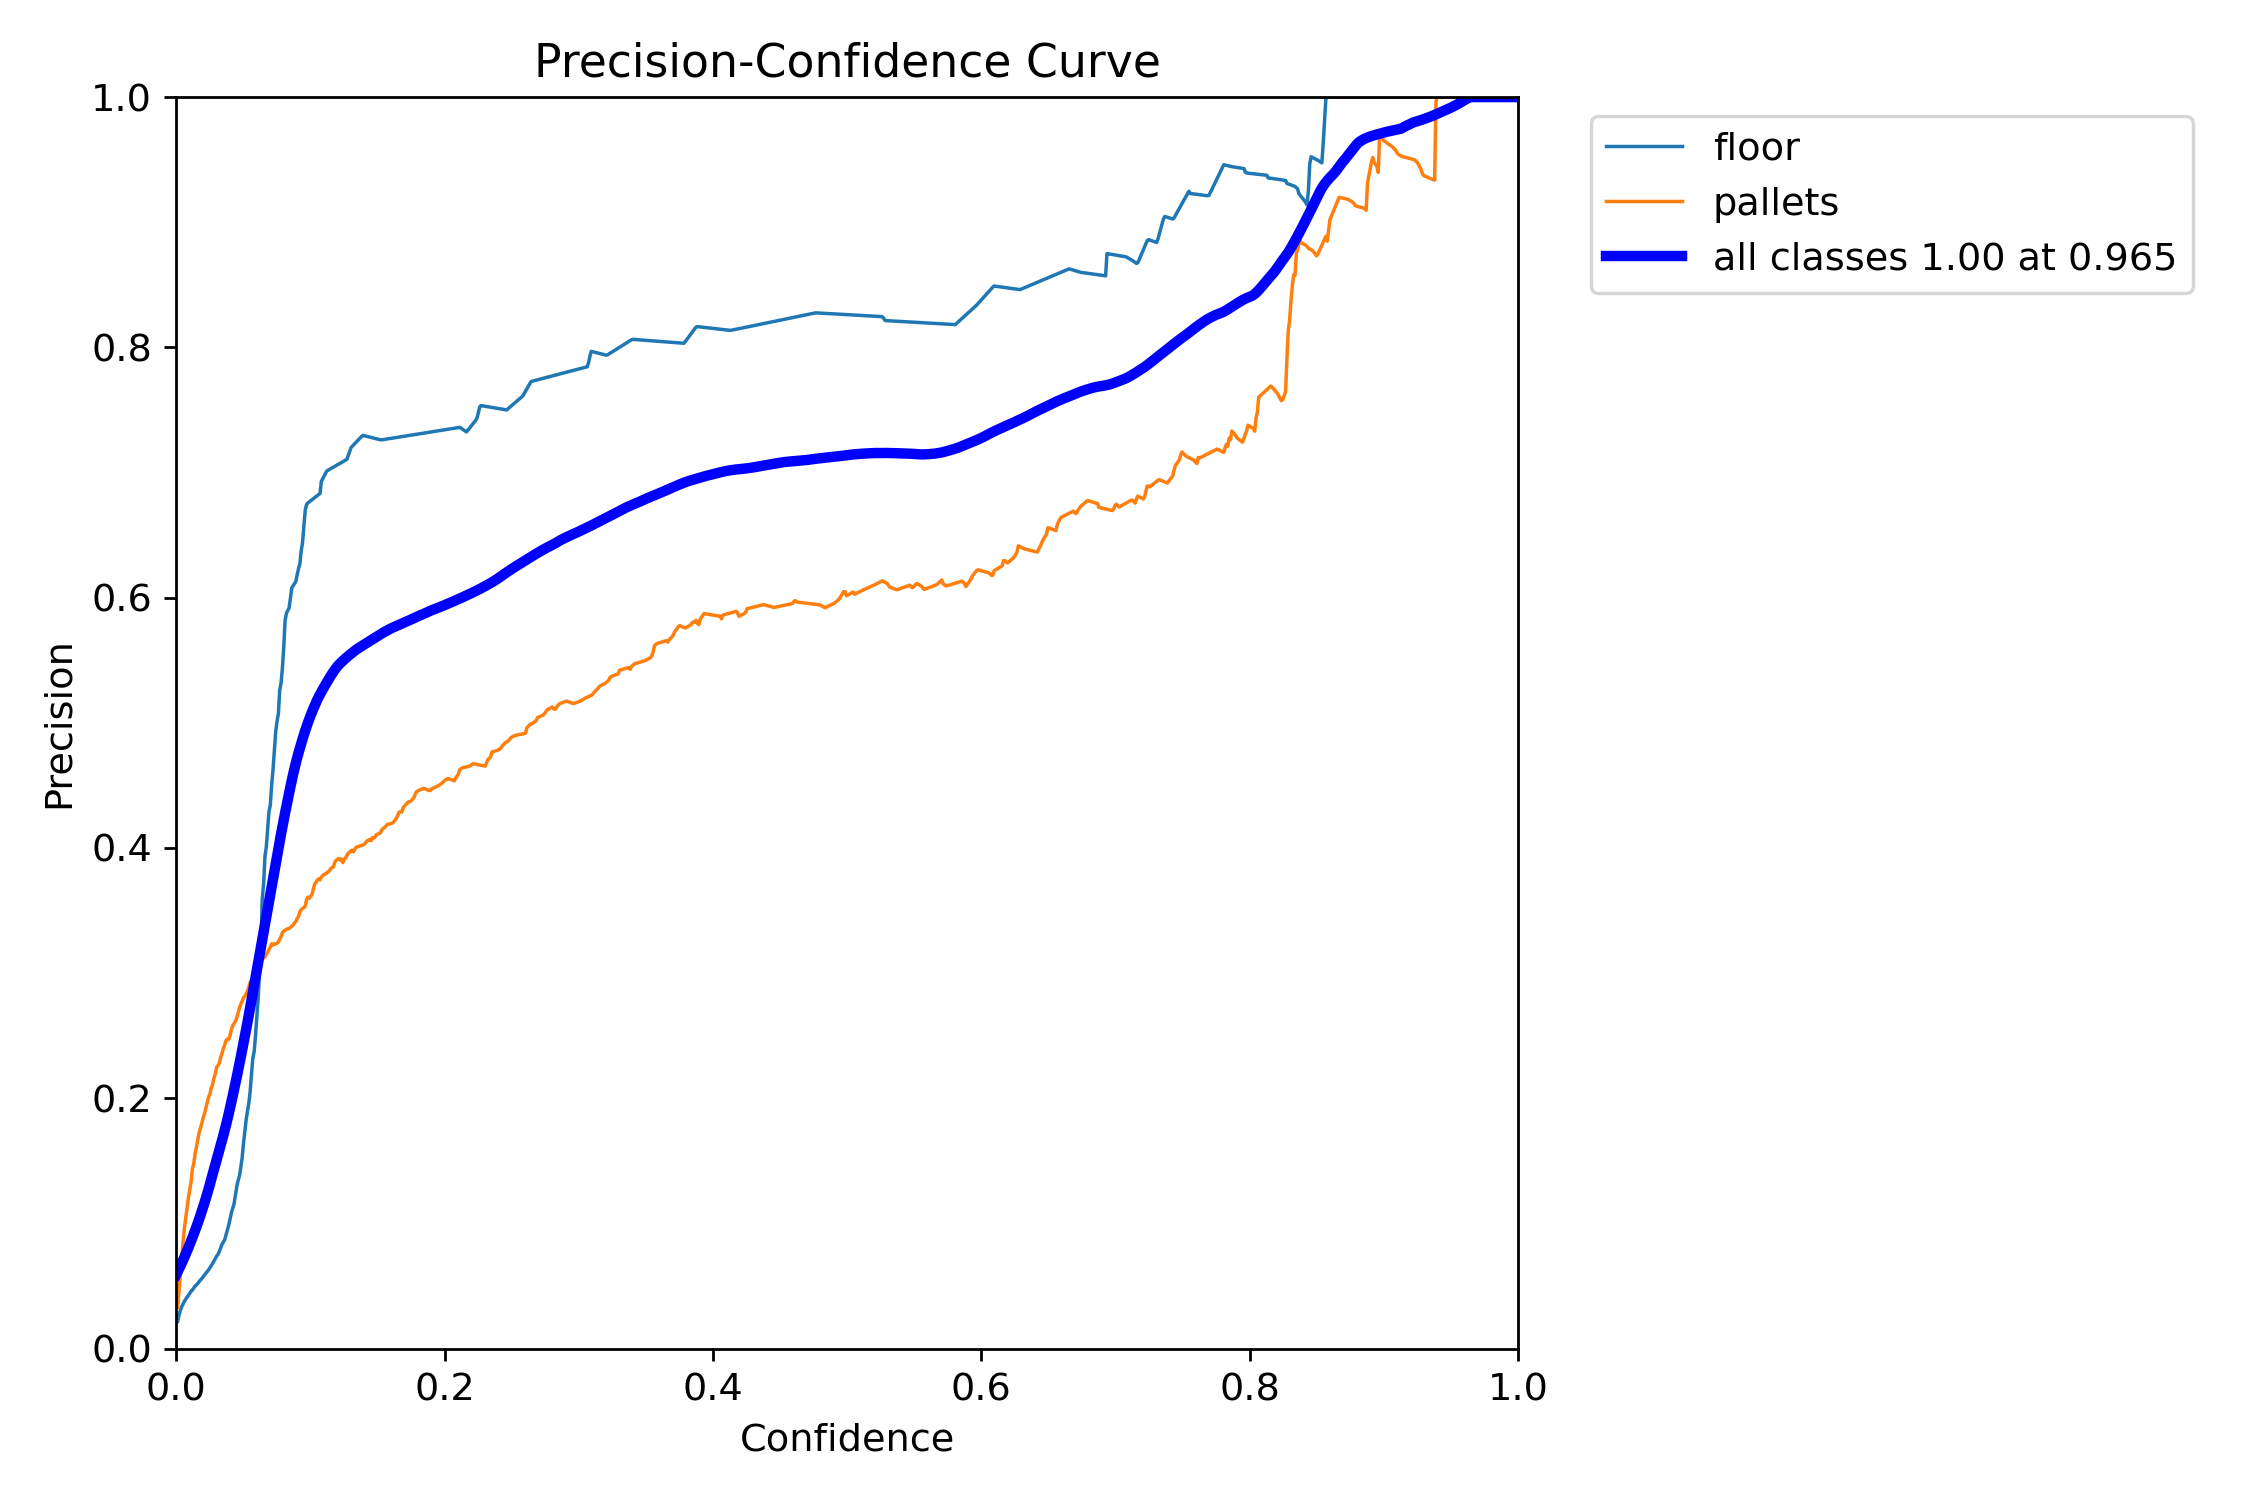 Precision-Confidence Curve
1.0
0.8
0.6
0.4
0.2
0.0
Precision
0.0 0.2 0.4 0.6 0.8 1.0
Confidence
floor
pallets
all classes 1.00 at 0.965